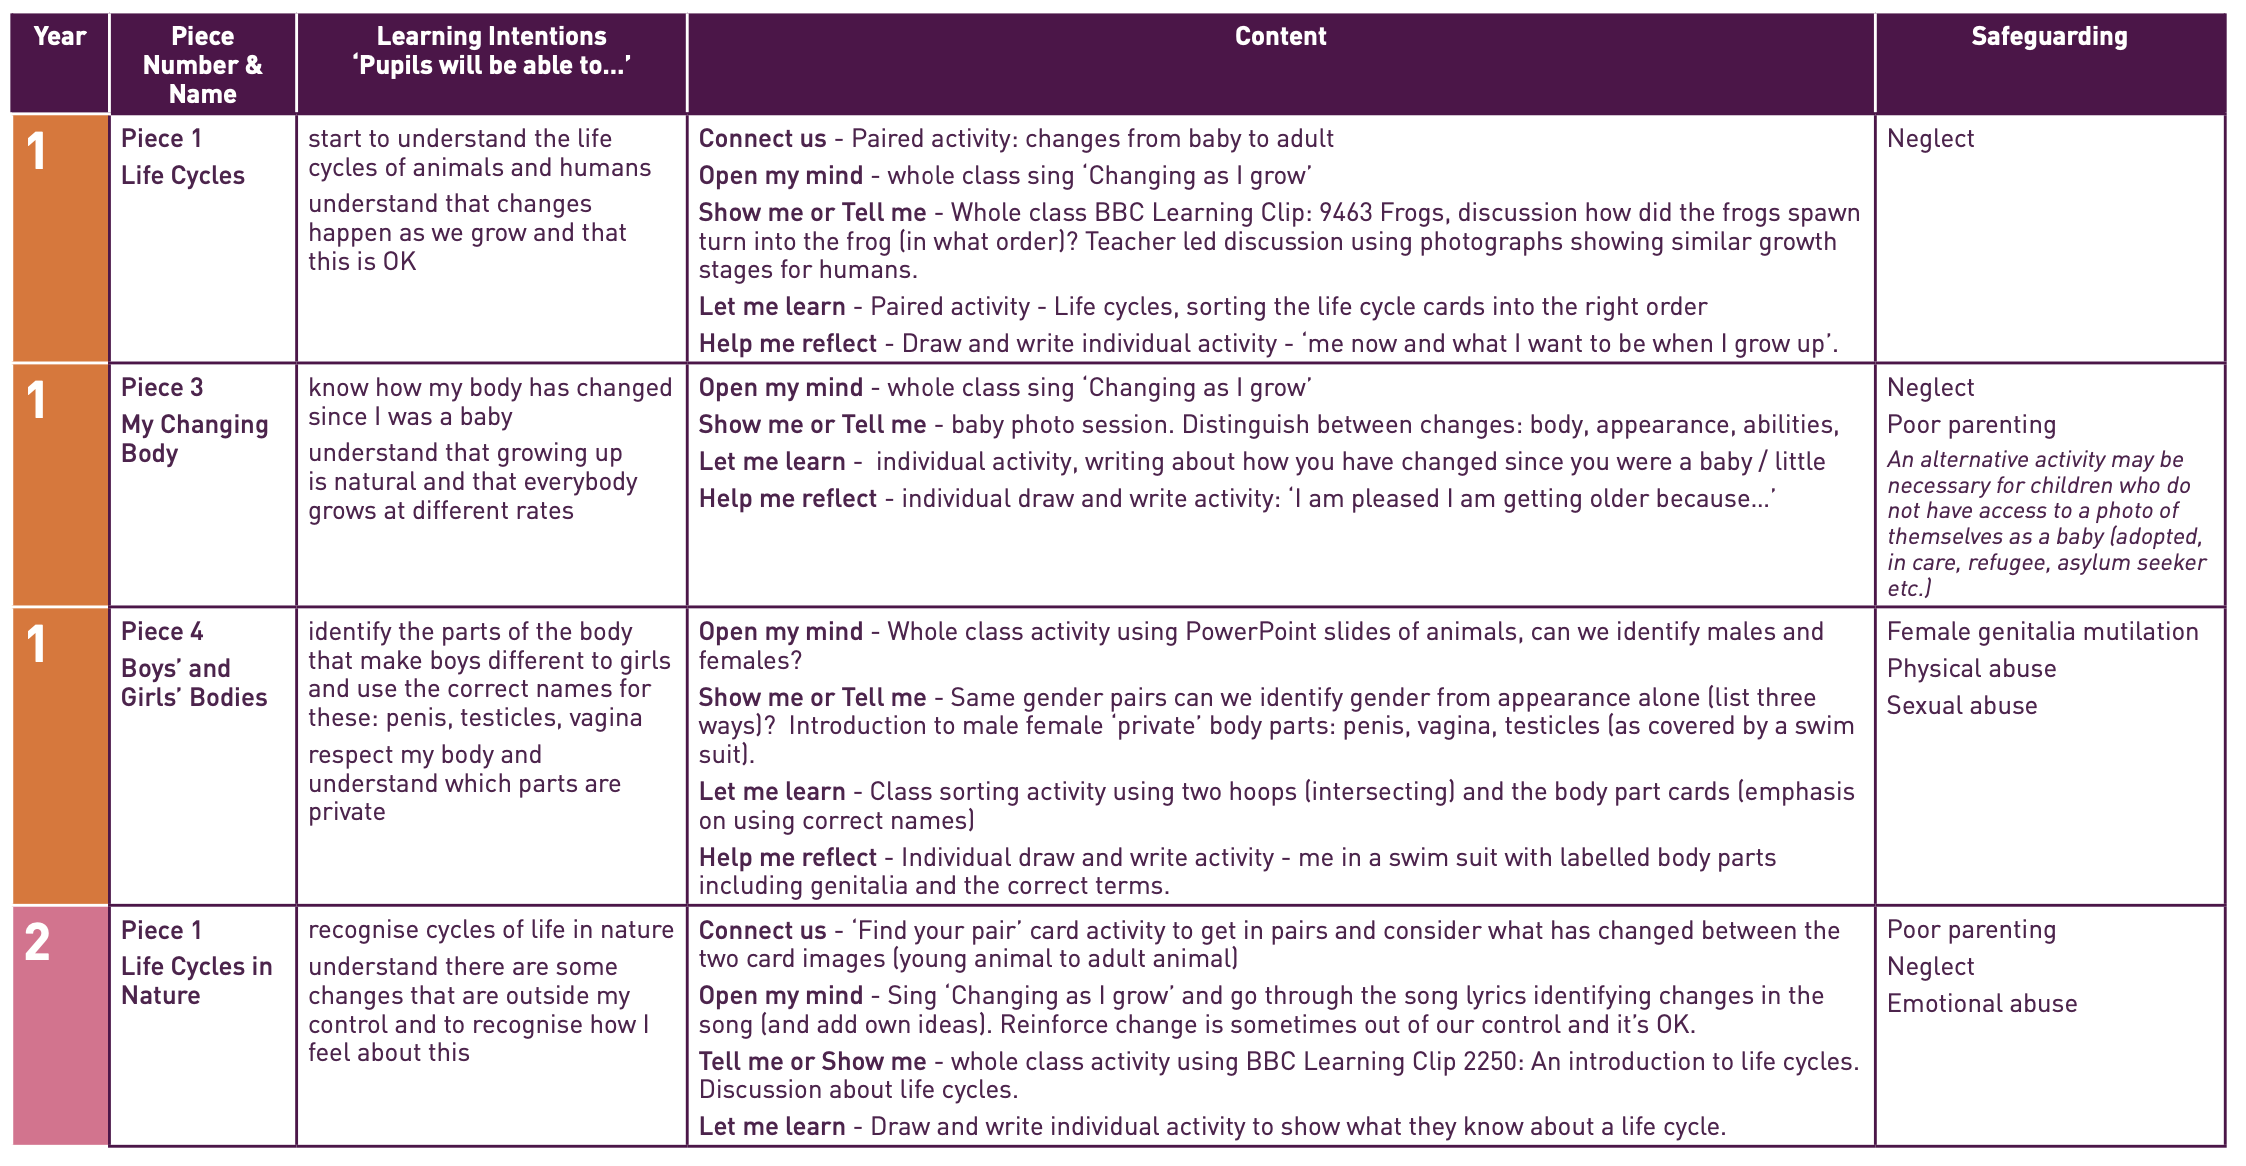 Year
Piece
Number &
Name
Learning Intentions
‘Pupils will be able to...’
Content
Safeguarding
1
Piece 1
Life Cycles
start to understand the life
cycles of animals and humans
understand that changes
happen as we grow and that
this is OK
Connect us - Paired activity: changes from baby to adult
Open my mind - whole class sing ‘Changing as I grow’
Show me or Tell me - Whole class BBC Learning Clip: 9463 Frogs, discussion how did the frogs spawn
turn into the frog (in what order)? Teacher led discussion using photographs showing similar growth
stages for humans.
Let me learn - Paired activity - Life cycles, sorting the life cycle cards into the right order
Help me reflect - Draw and write individual activity - ‘me now and what I want to be when I grow up’.
Neglect
1
Piece 3
My Changing
Body
know how my body has changed
since I was a baby
understand that growing up
is natural and that everybody
grows at different rates
Open my mind - whole class sing ‘Changing as I grow’
Show me or Tell me - baby photo session. Distinguish between changes: body, appearance, abilities,
Let me learn - individual activity, writing about how you have changed since you were a baby / little
Help me reflect - individual draw and write activity: ‘I am pleased I am getting older because...’
Neglect
Poor parenting
An alternative activity may be
necessary for children who do
not have access to a photo of
themselves as a baby (adopted,
in care, refugee, asylum seeker
etc.)
1
Piece 4
Boys’ and
Girls’ Bodies
identify the parts of the body
that make boys different to girls
and use the correct names for
these: penis, testicles, vagina
respect my body and
understand which parts are
private
Open my mind - Whole class activity using PowerPoint slides of animals, can we identify males and
females?
Show me or Tell me - Same gender pairs can we identify gender from appearance alone (list three
ways)? Introduction to male female ‘private’ body parts: penis, vagina, testicles (as covered by a swim
suit).
Let me learn - Class sorting activity using two hoops (intersecting) and the body part cards (emphasis
on using correct names)
Help me reflect - Individual draw and write activity - me in a swim suit with labelled body parts
including genitalia and the correct terms.
Female genitalia mutilation
Physical abuse
Sexual abuse
2
Piece 1
Life Cycles in
Nature
recognise cycles of life in nature
understand there are some
changes that are outside my
control and to recognise how I
feel about this
Connect us - ‘Find your pair’ card activity to get in pairs and consider what has changed between the
two card images (young animal to adult animal)
Open my mind - Sing ‘Changing as I grow’ and go through the song lyrics identifying changes in the
song (and add own ideas). Reinforce change is sometimes out of our control and it’s OK.
Tell me or Show me - whole class activity using BBC Learning Clip 2250: An introduction to life cycles.
Discussion about life cycles.
Let me learn - Draw and write individual activity to show what they know about a life cycle.
Poor parenting
Neglect
Emotional abuse